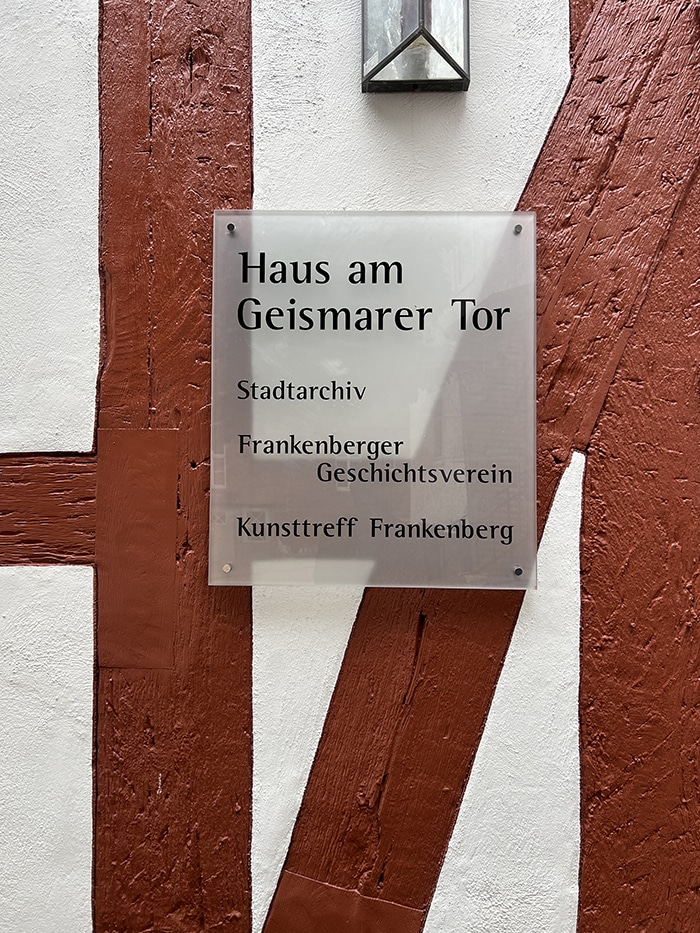 Haus am
Geismarer Tor
Stadtarchiv
Frankenberger
Geschichtsverein
Kunsttreff Frankenberg